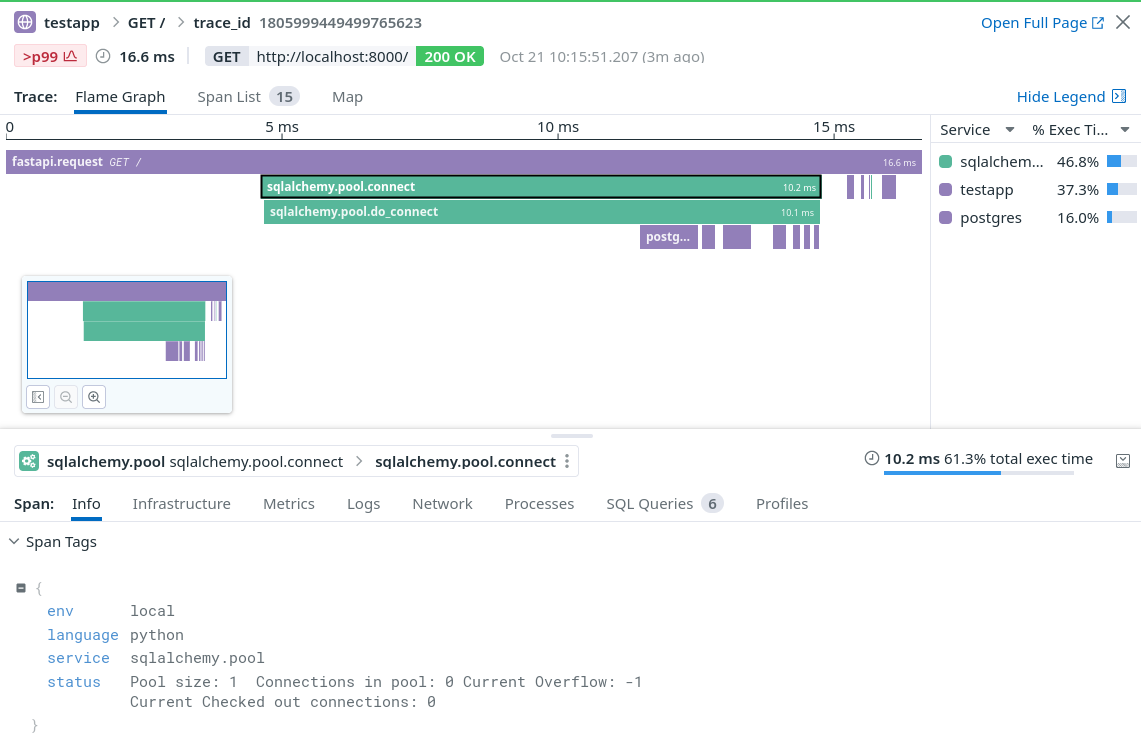 testapp > GET / > trace_id 1805999449499765623 Open Full Page
>p99 16.6 ms GET http://localhost:8000/ 200 OK Oct 21 10:15:51.207 (3m ago)
Trace: Flame Graph Span List 15 Map Hide Legend
0 5 ms 10 ms 15 ms Service % Exec Ti...
fastapi.request GET / 16.6 ms
sqlalchemy.pool.connect 10.2 ms
sqlalchemy.pool.do_connect 10.1 ms
postg...
sqlalchem... 46.8%
testapp 37.3%
postgres 16.0%
sqlalchemy.pool sqlalchemy.pool.connect > sqlalchemy.pool.connect 10.2 ms 61.3% total exec time
Span: Info Infrastructure Metrics Logs Network Processes SQL Queries 6 Profiles
Span Tags
{
env local
language python
service sqlalchemy.pool
status Pool size: 1 Connections in pool: 0 Current Overflow: -1
Current Checked out connections: 0
}